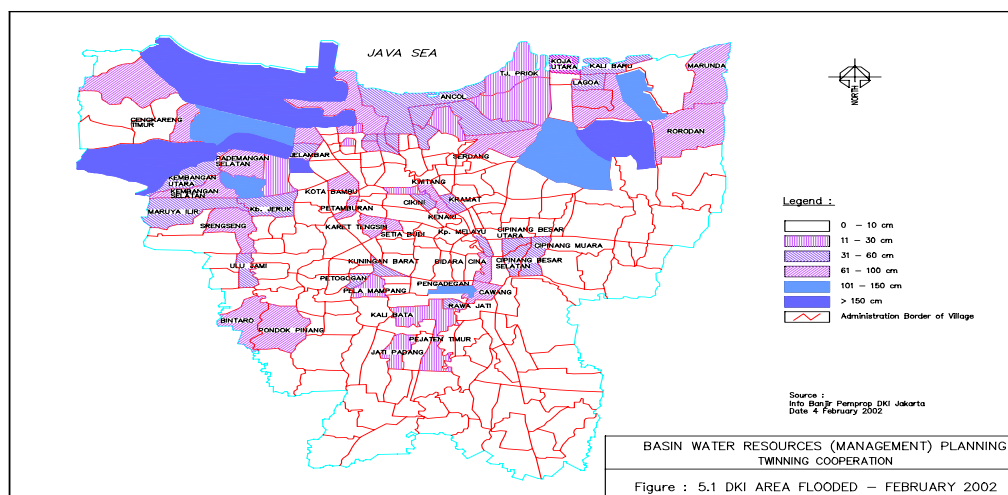 JAVA SEA
KOJA
UTARA
KALI BARU
MARUNDA
TJ. PRIOK
LAGOA
ANCOL
NORTH
CENGKARENG
TIMUR
RORODAN
PADEMANGAN
SELATAN
JELAMBAR
SERDANG
KEMBANGAN
UTARA
KEMBANGAN
SELATAN
KWITANG
KOTA BAMBU
CIKINI
KRAMAT
MARUYA ILIR
Kb. JERUK
PETAMBURAN
KENARI
SRENGSENG
KARET TENGSIN
SETIA BUDI
Kp. MELAYU
CIPINANG BESAR
UTARA
CIPINANG MUARA
ULU JAMI
KUNINGAN BARAT
BIDARA CINA
CIPINANG BESAR
SELATAN
PETOGOGAN
PELA MAMPANG
PENGADEGAN
CAWANG
RAWA JATI
KALI BATA
BINTARO
PONDOK PINANG
PEJATEN TIMUR
JATI PADANG
Legend :
0 - 10 cm
11 - 30 cm
31 - 60 cm
61 - 100 cm
101 - 150 cm
> 150 cm
Administration Border of Village
Source :
Info Banjir Pemprop DKI Jakarta
Date 4 February 2002
BASIN WATER RESOURCES (MANAGEMENT) PLANNING
TWINNING COOPERATION
Figure : 5.1 DKI AREA FLOODED - FEBRUARY 2002